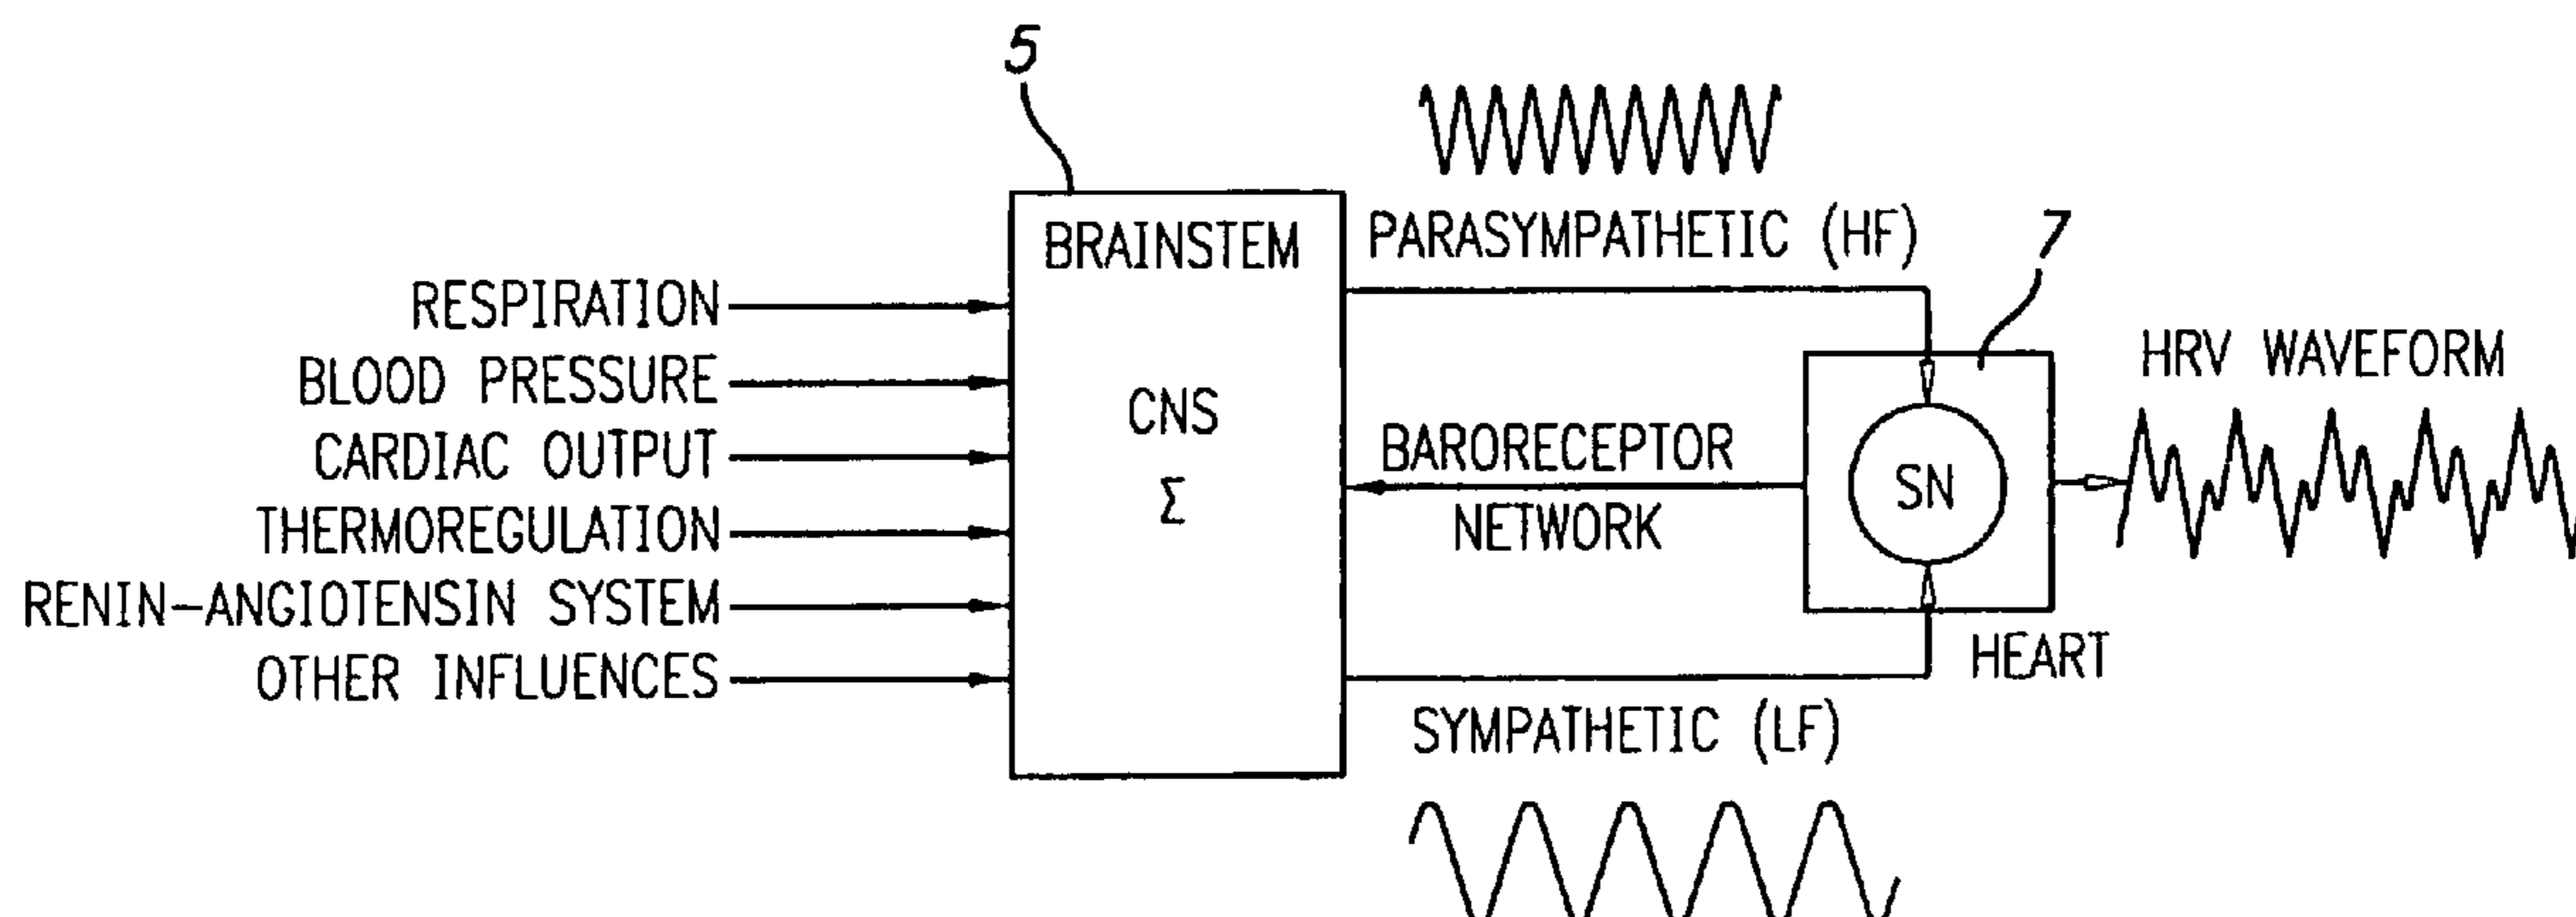 5
BRAINSTEM
CNS
Σ
RESPIRATION
BLOOD PRESSURE
CARDIAC OUTPUT
THERMOREGULATION
RENIN-ANGIOTENSIN SYSTEM
OTHER INFLUENCES
PARASYMPATHETIC (HF)
BARORECEPTOR
NETWORK
SYMPATHETIC (LF)
7
SN
HEART
HRV WAVEFORM